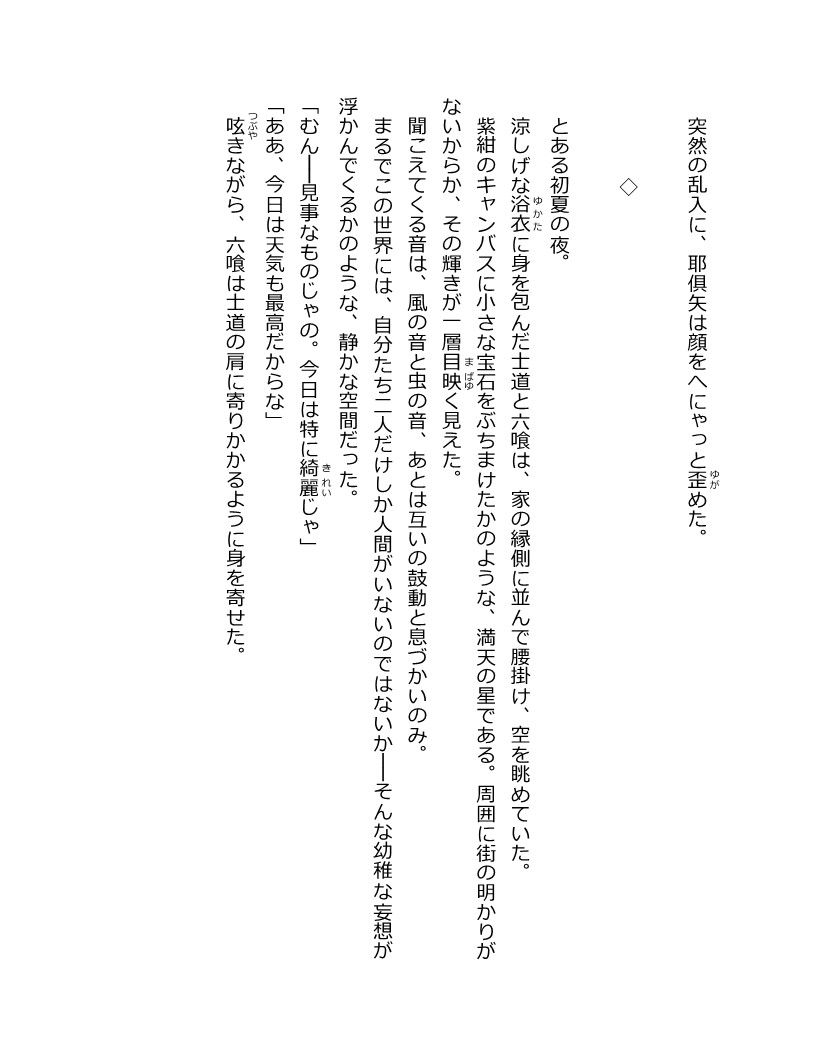 突然の乱入に、耶倶矢は顔をへにゃっと歪めた。
◇
とある初夏の夜。
涼しげな浴衣に身を包んだ士道と六喰は、家の縁側に並んで腰掛け、空を眺めていた。
紫紺のキャンバスに小さな宝石をぶちまけたかのような、満天の星である。周囲に街の明かりが
ないからか、その輝きが一層目映く見えた。
聞こえてくる音は、風の音と虫の音、あとは互いの鼓動と息づかいのみ。
まるでこの世界には、自分たち二人だけしか人間がいないのではないか――そんな幼稚な妄想が
浮かんでくるかのような、静かな空間だった。
「むん――見事なものじゃの。今日は特に綺麗じゃ」
「ああ、今日は天気も最高だからな」
呟きながら、六喰は士道の肩に寄りかかるように身を寄せた。